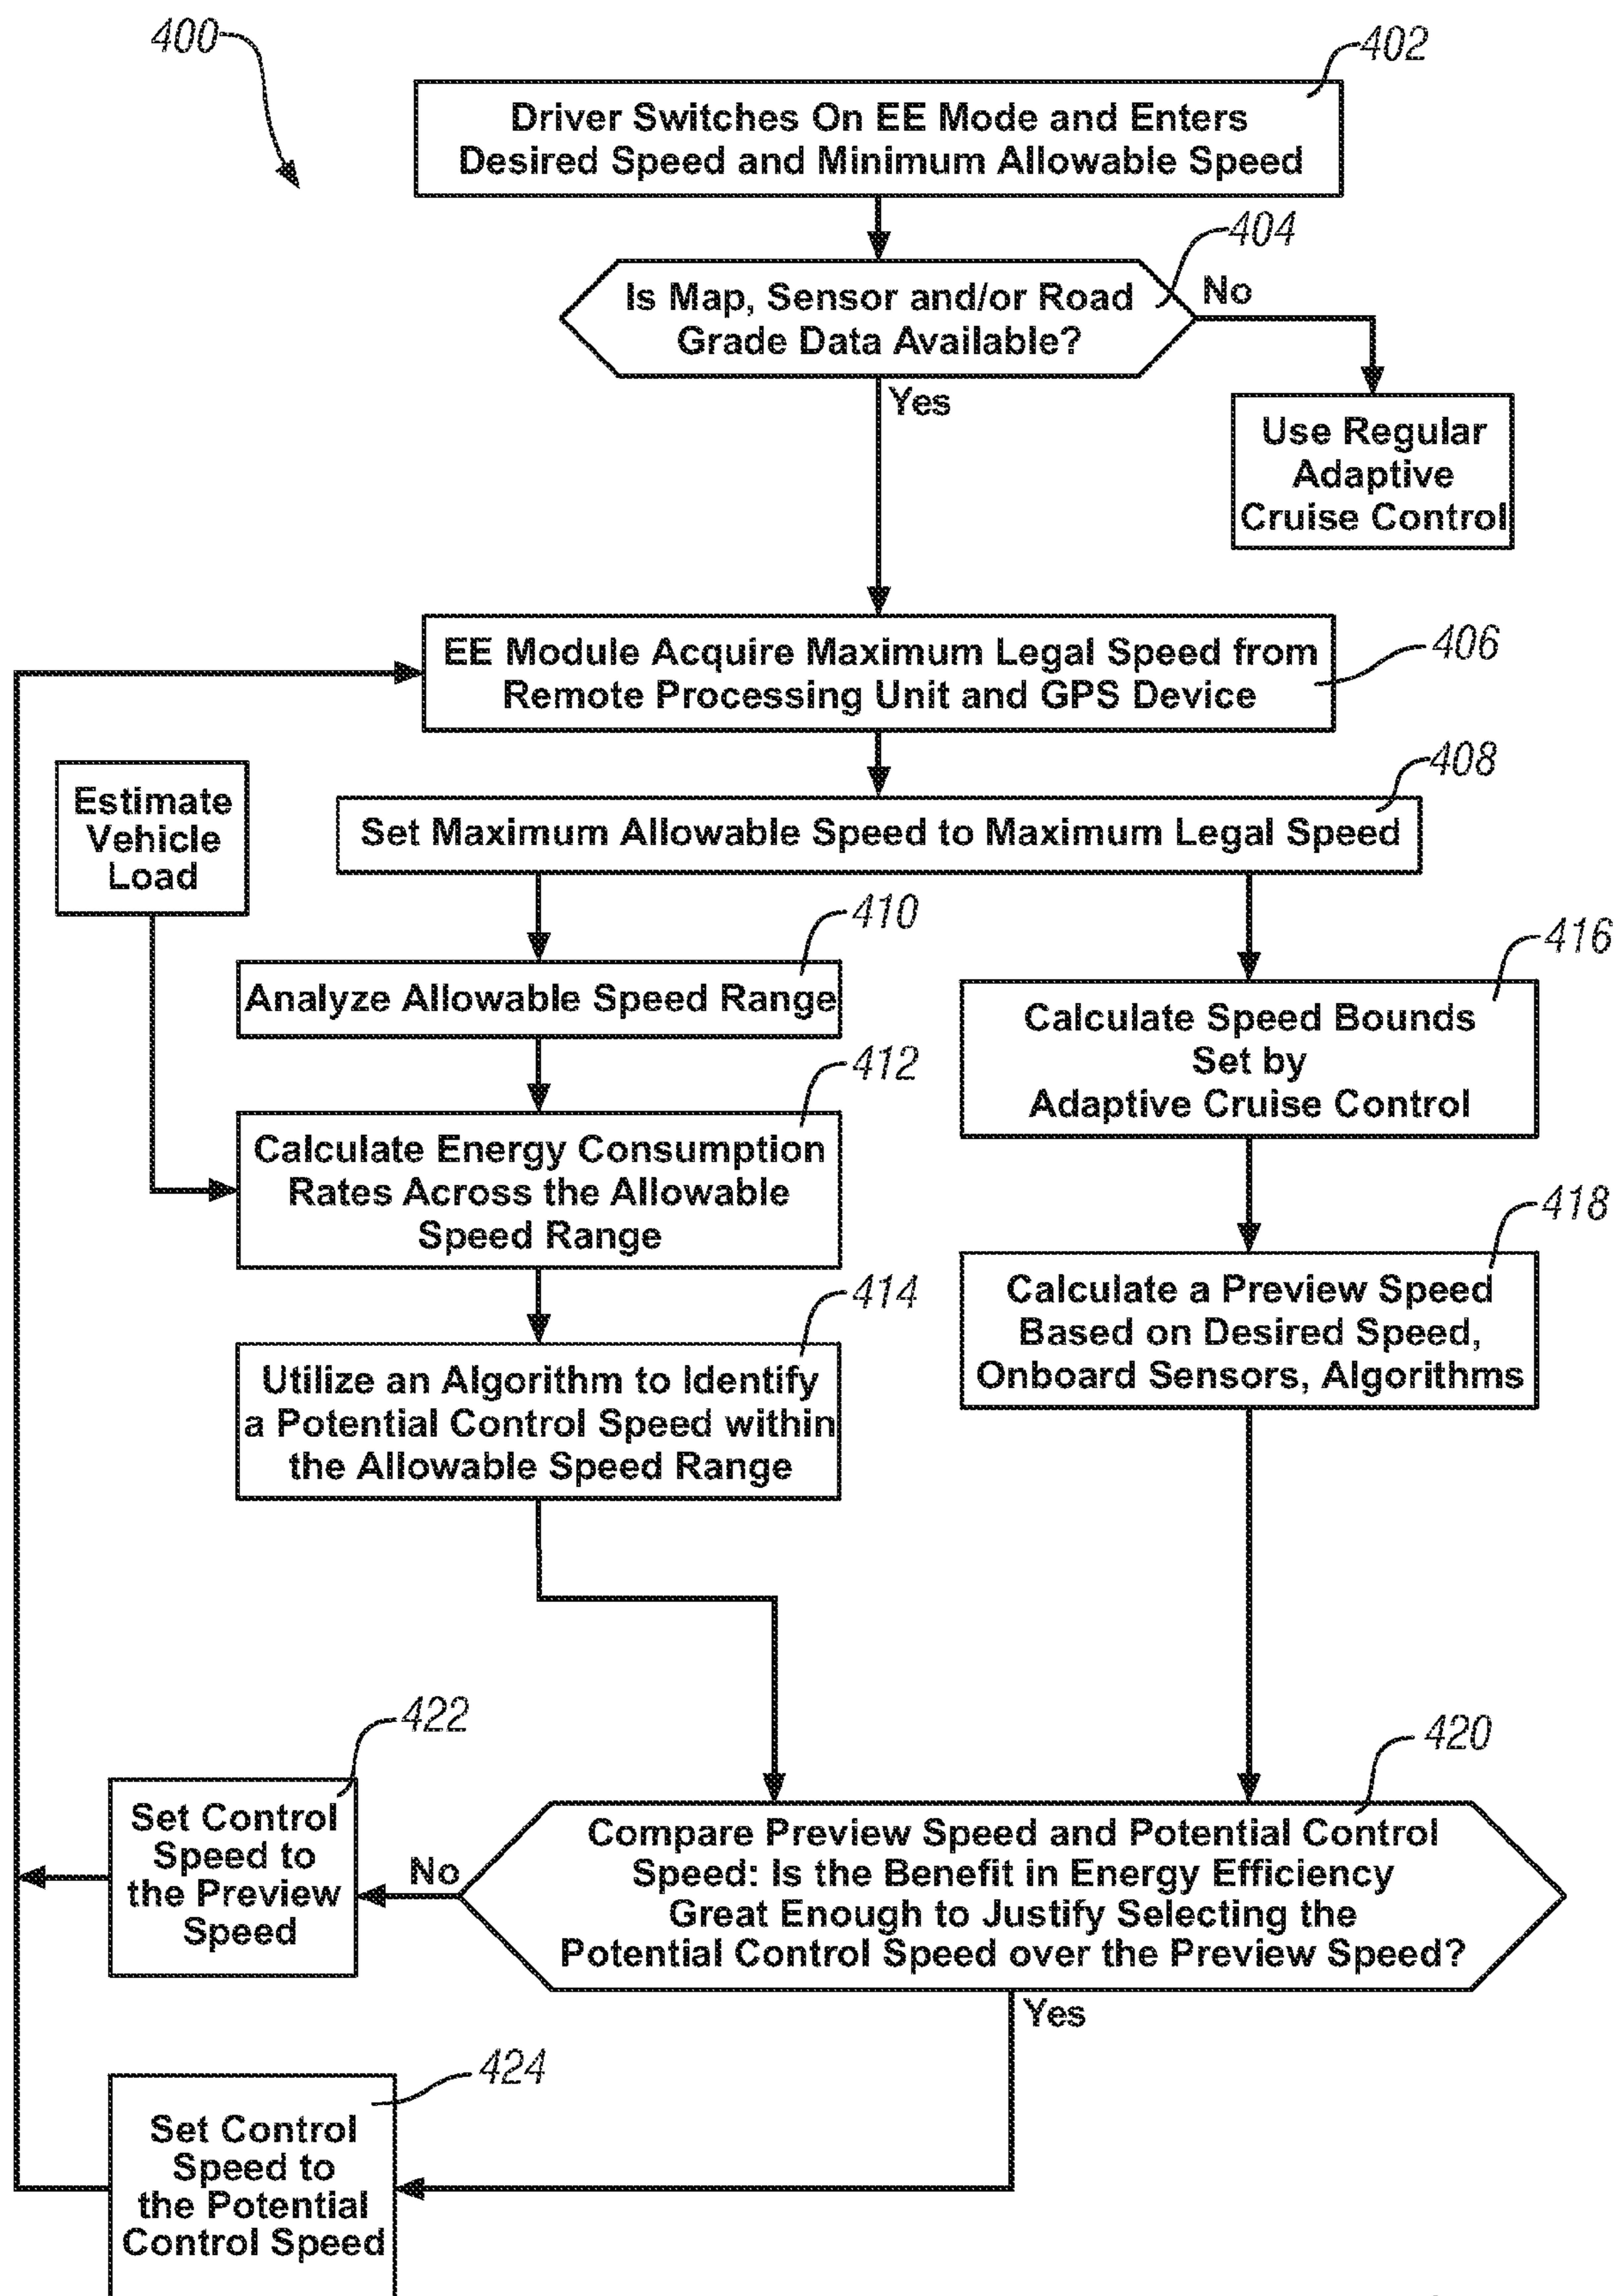 400
402
Driver Switches On EE Mode and Enters
Desired Speed and Minimum Allowable Speed
404
Is Map, Sensor and/or Road
Grade Data Available?
No
Yes
Use Regular
Adaptive
Cruise Control
EE Module Acquire Maximum Legal Speed from
Remote Processing Unit and GPS Device
406
408
Set Maximum Allowable Speed to Maximum Legal Speed
Estimate
Vehicle
Load
410
Analyze Allowable Speed Range
412
Calculate Energy Consumption
Rates Across the Allowable
Speed Range
414
Utilize an Algorithm to Identify
a Potential Control Speed within
the Allowable Speed Range
416
Calculate Speed Bounds
Set by
Adaptive Cruise Control
418
Calculate a Preview Speed
Based on Desired Speed,
Onboard Sensors, Algorithms
420
Compare Preview Speed and Potential Control
Speed: Is the Benefit in Energy Efficiency
Great Enough to Justify Selecting the
Potential Control Speed over the Preview Speed?
No
Yes
422
Set Control
Speed to
the Preview
Speed
424
Set Control
Speed to
the Potential
Control Speed